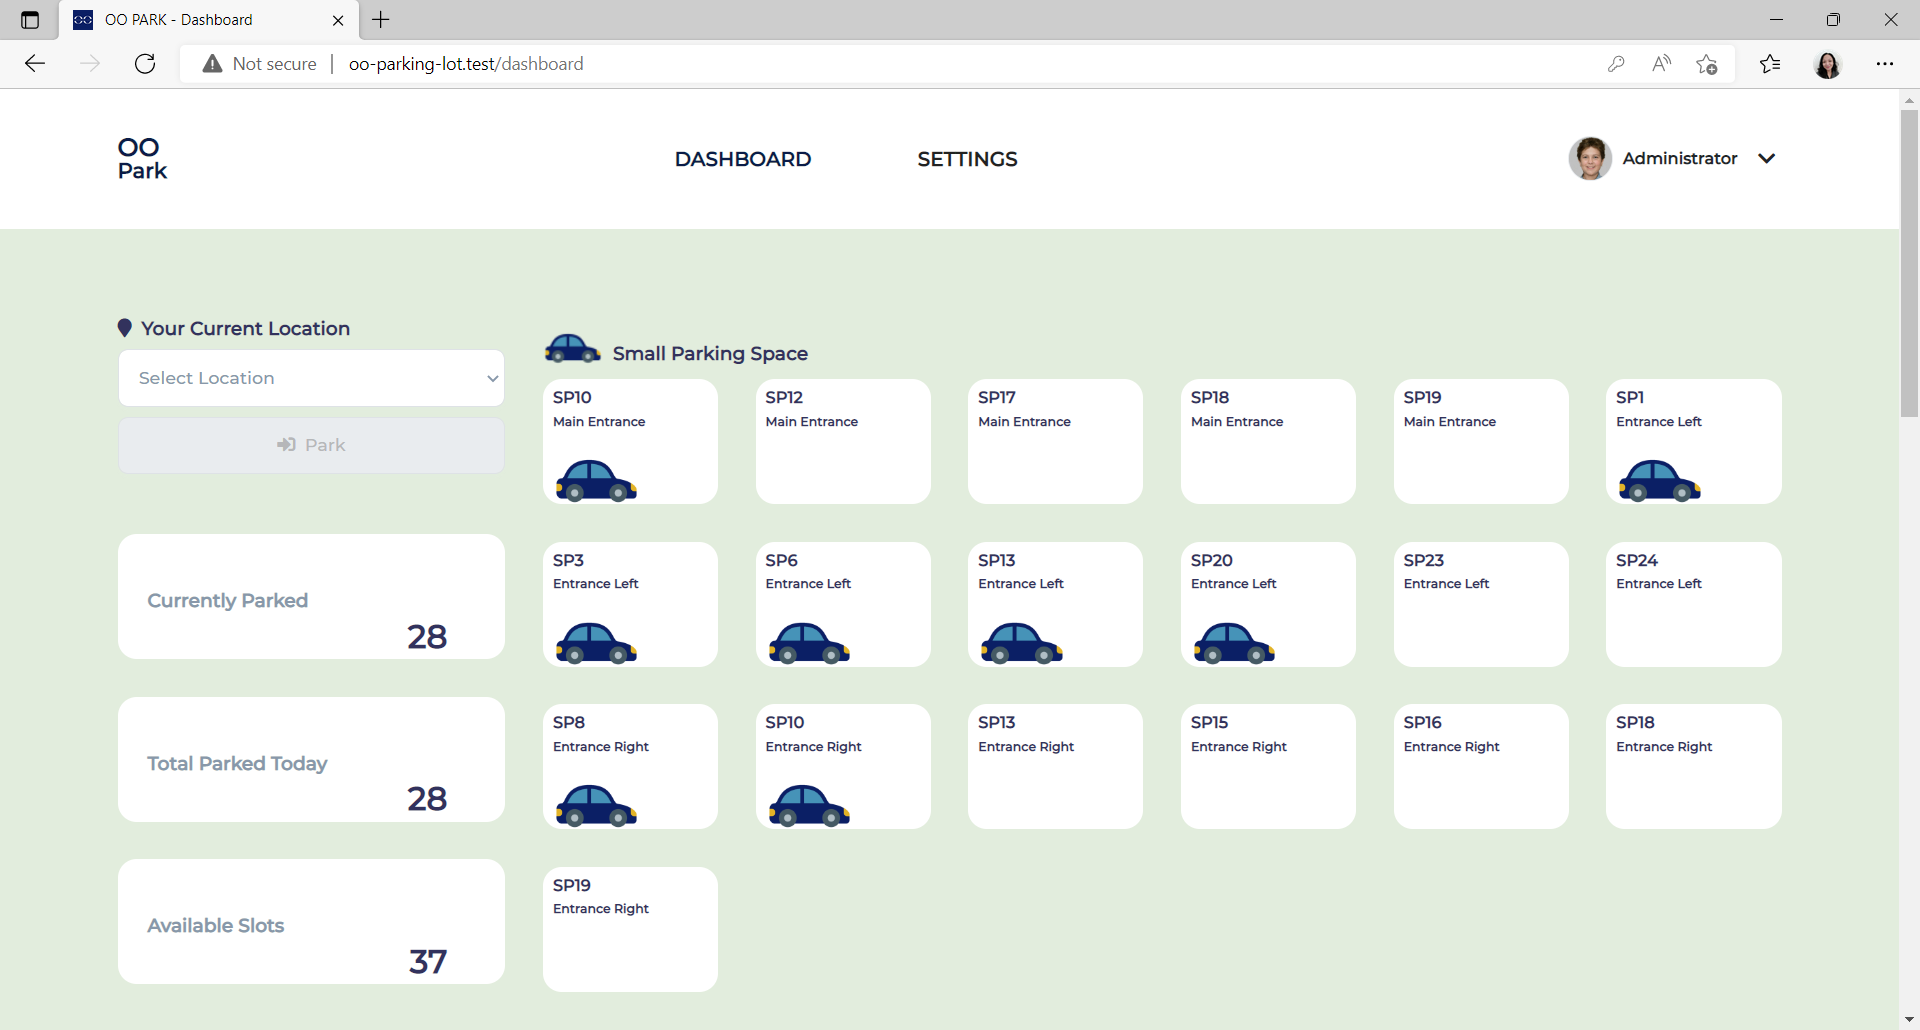 OO PARK - Dashboard
Not secure
oo-parking-lot.test/dashboard
OO
Park
DASHBOARD
SETTINGS
Administrator
Your Current Location
Select Location
Park
Currently Parked
28
Total Parked Today
28
Available Slots
37
Small Parking Space
SP10
Main Entrance
SP12
Main Entrance
SP17
Main Entrance
SP18
Main Entrance
SP19
Main Entrance
SP1
Entrance Left
SP3
Entrance Left
SP6
Entrance Left
SP13
Entrance Left
SP20
Entrance Left
SP23
Entrance Left
SP24
Entrance Left
SP8
Entrance Right
SP10
Entrance Right
SP13
Entrance Right
SP15
Entrance Right
SP16
Entrance Right
SP18
Entrance Right
SP19
Entrance Right